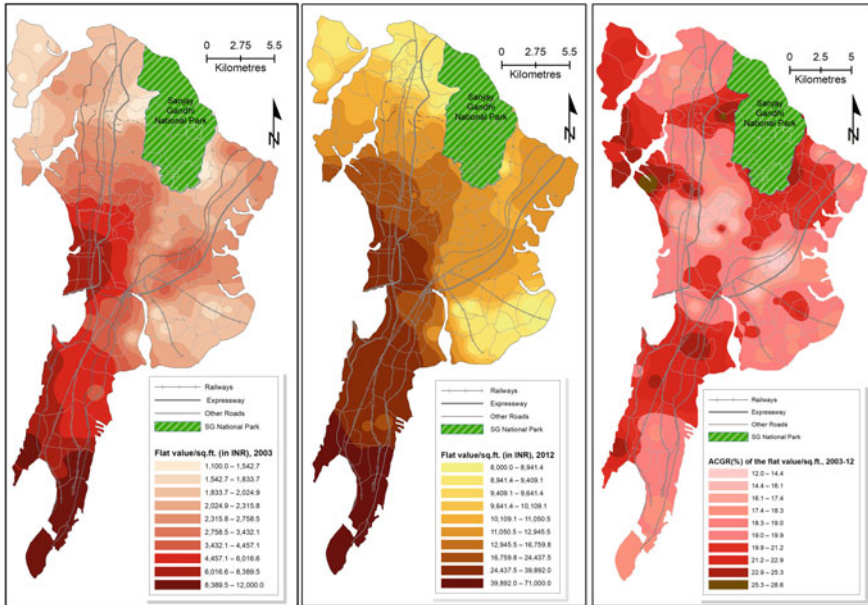 0 2.75 5.5
Kilometres
Sanjay
Gandhi
National Park
N
Railways
Expressway
Other Roads
SG National Park
Flat value/sq.ft. (in INR), 2003
1,100.0 – 1,542.7
1,542.7 – 1,833.7
1,833.7 – 2,024.9
2,024.9 – 2,315.8
2,315.8 – 2,758.5
2,758.5 – 3,432.1
3,432.1 – 4,457.1
4,457.1 – 6,016.6
6,016.6 – 8,389.5
8,389.5 – 12,000.0
0 2.75 5.5
Kilometres
Sanjay
Gandhi
National Park
N
Railways
Expressway
Other Roads
SG National Park
Flat value/sq.ft. (in INR), 2012
8,000.0 – 8,941.4
8,941.4 – 9,409.1
9,409.1 – 9,641.4
9,641.4 – 10,109.1
10,109.1 – 11,050.5
11,050.5 – 12,945.5
12,945.5 – 16,759.8
16,759.8 – 24,437.5
24,437.5 – 39,892.0
39,892.0 – 71,000.0
0 2.5 5
Kilometres
Sanjay
Gandhi
National Park
N
Railways
Expressway
Other Roads
SG National Park
ACGR(%) of the flat value/sq.ft., 2003-12
12.0 – 14.4
14.4 – 16.1
16.1 – 17.4
17.4 – 18.3
18.3 – 19.0
19.0 – 19.9
19.9 – 21.2
21.2 – 22.9
22.9 – 25.3
25.3 – 28.6